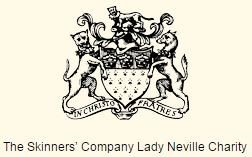 IN CHRISTO FRATRES
The Skinners' Company Lady Neville Charity